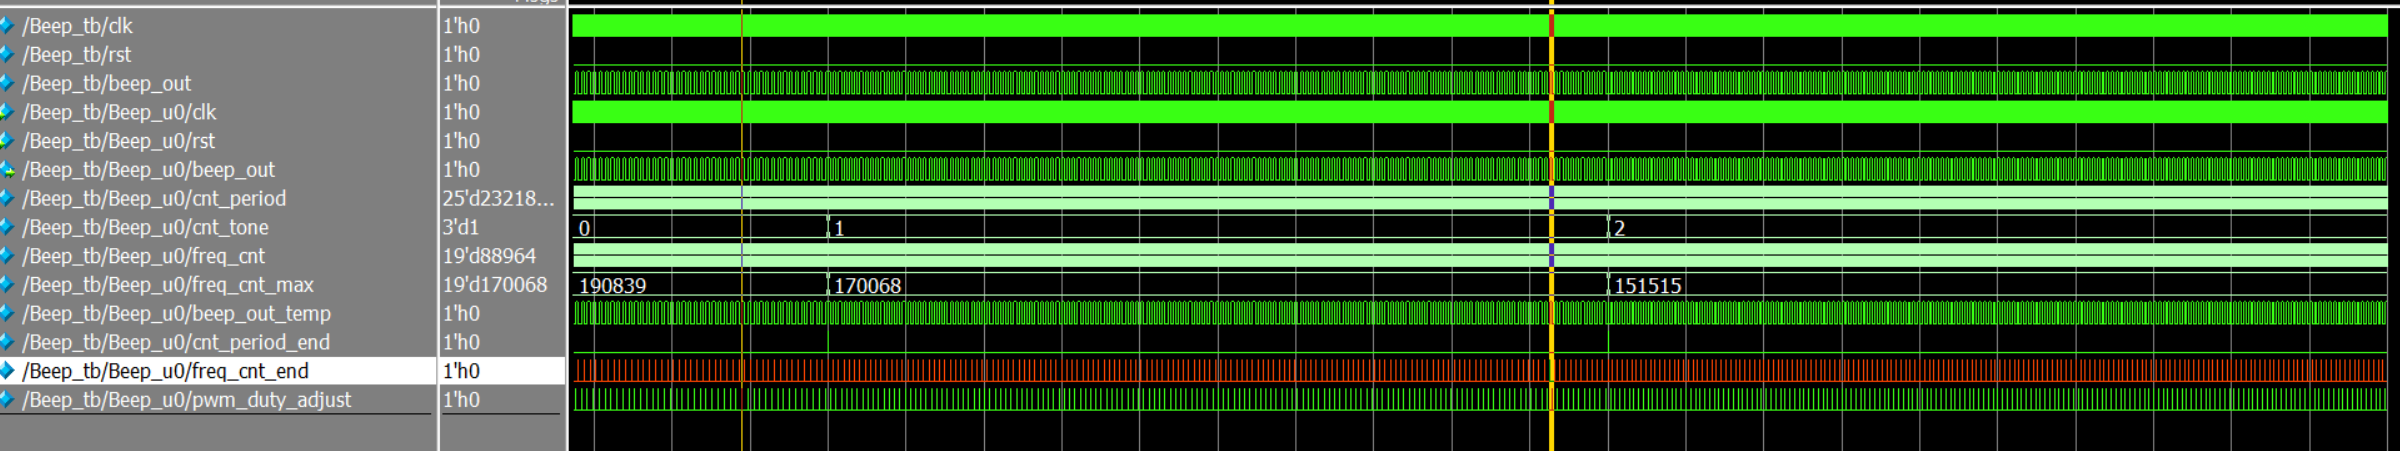 /Beep_tb/clk 1'h0
/Beep_tb/rst 1'h0
/Beep_tb/beep_out 1'h0
/Beep_tb/Beep_u0/clk 1'h0
/Beep_tb/Beep_u0/rst 1'h0
/Beep_tb/Beep_u0/beep_out 1'h0
/Beep_tb/Beep_u0/cnt_period 25'd23218...
/Beep_tb/Beep_u0/cnt_tone 3'd1 0 1 2
/Beep_tb/Beep_u0/freq_cnt 19'd88964
/Beep_tb/Beep_u0/freq_cnt_max 19'd170068 190839 170068 151515
/Beep_tb/Beep_u0/beep_out_temp 1'h0
/Beep_tb/Beep_u0/cnt_period_end 1'h0
/Beep_tb/Beep_u0/freq_cnt_end 1'h0
/Beep_tb/Beep_u0/pwm_duty_adjust 1'h0